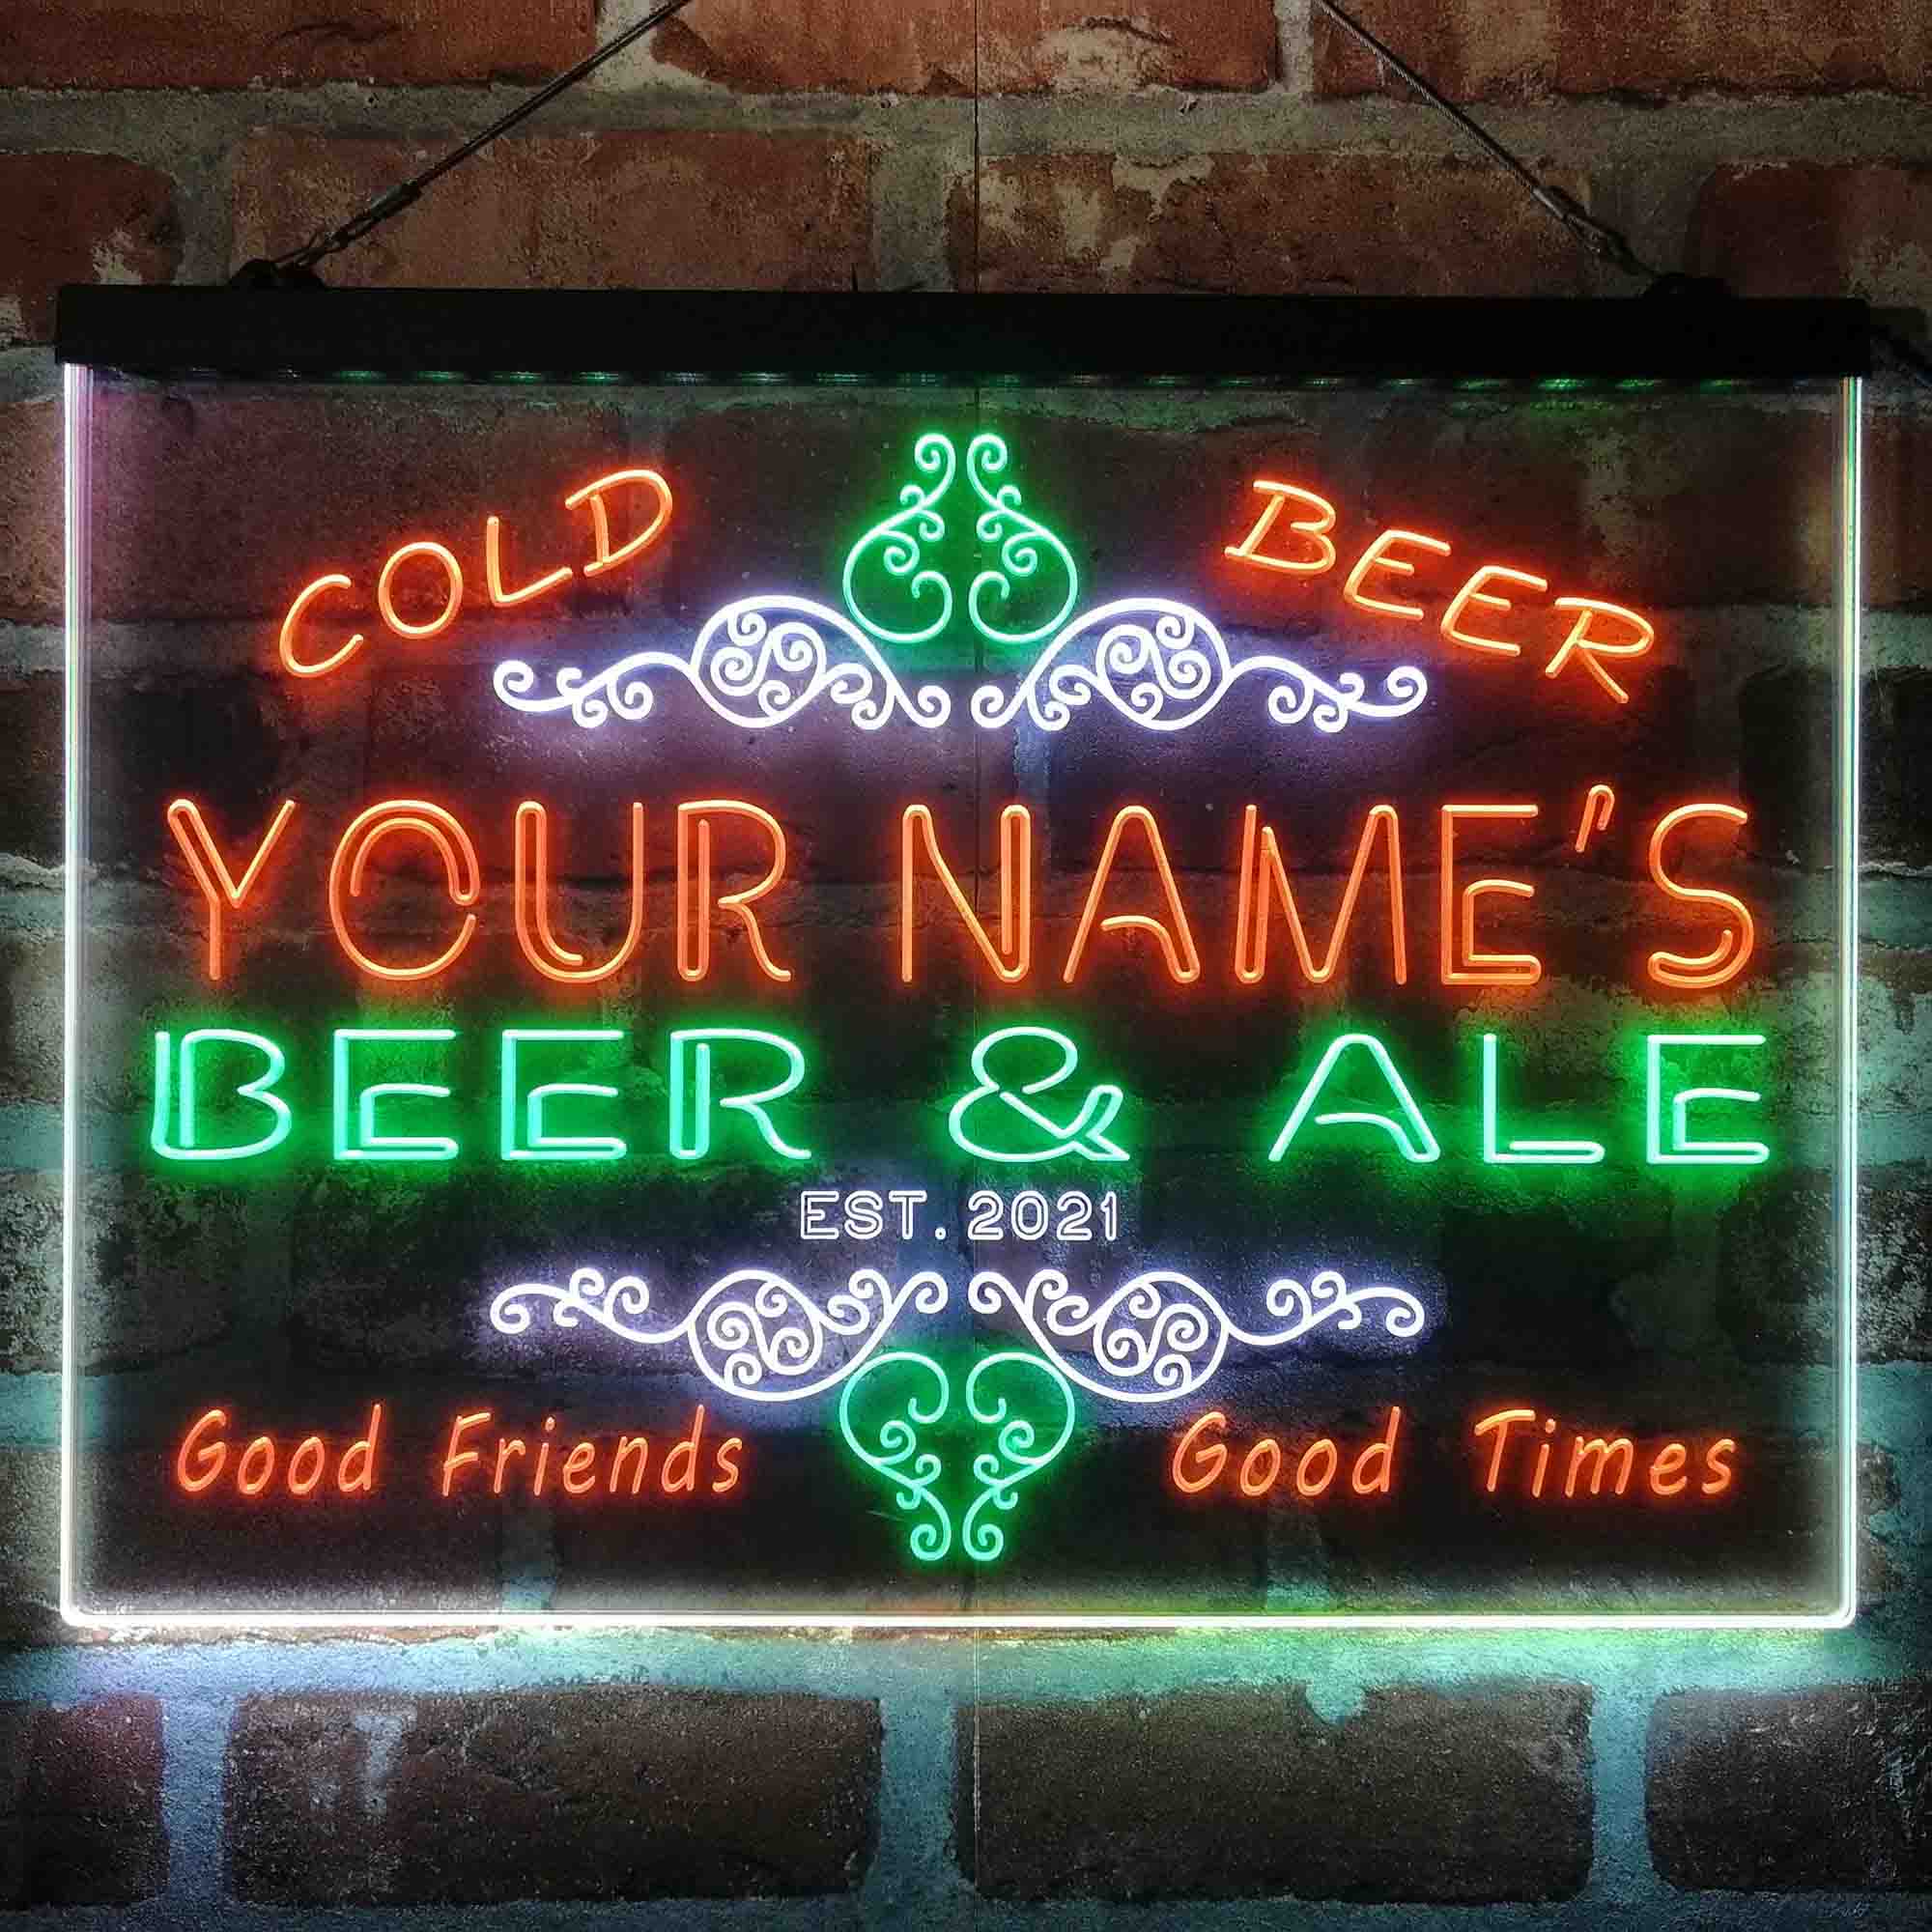 COLD BEER
YOUR NAME'S
BEER & ALE
EST. 2021
Good Friends Good Times